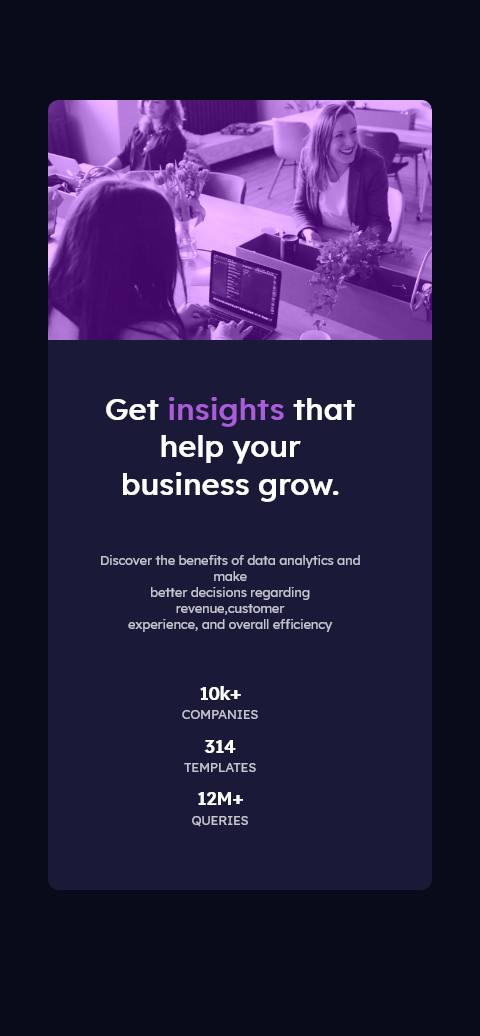 Get insights that
help your
business grow.
Discover the benefits of data analytics and
make
better decisions regarding
revenue,customer
experience, and overall efficiency
10k+
COMPANIES
314
TEMPLATES
12M+
QUERIES